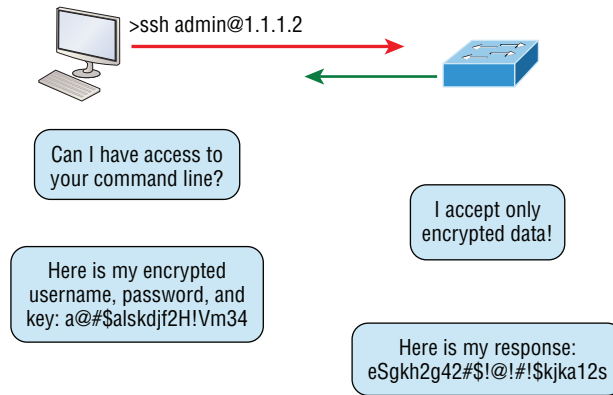 >ssh admin@1.1.1.2
Can I have access to
your command line?
I accept only
encrypted data!
Here is my encrypted
username, password, and
key: a@#$alskdjf2H!Vm34
Here is my response:
eSgkh2g42#$!@!#!$kjka12s